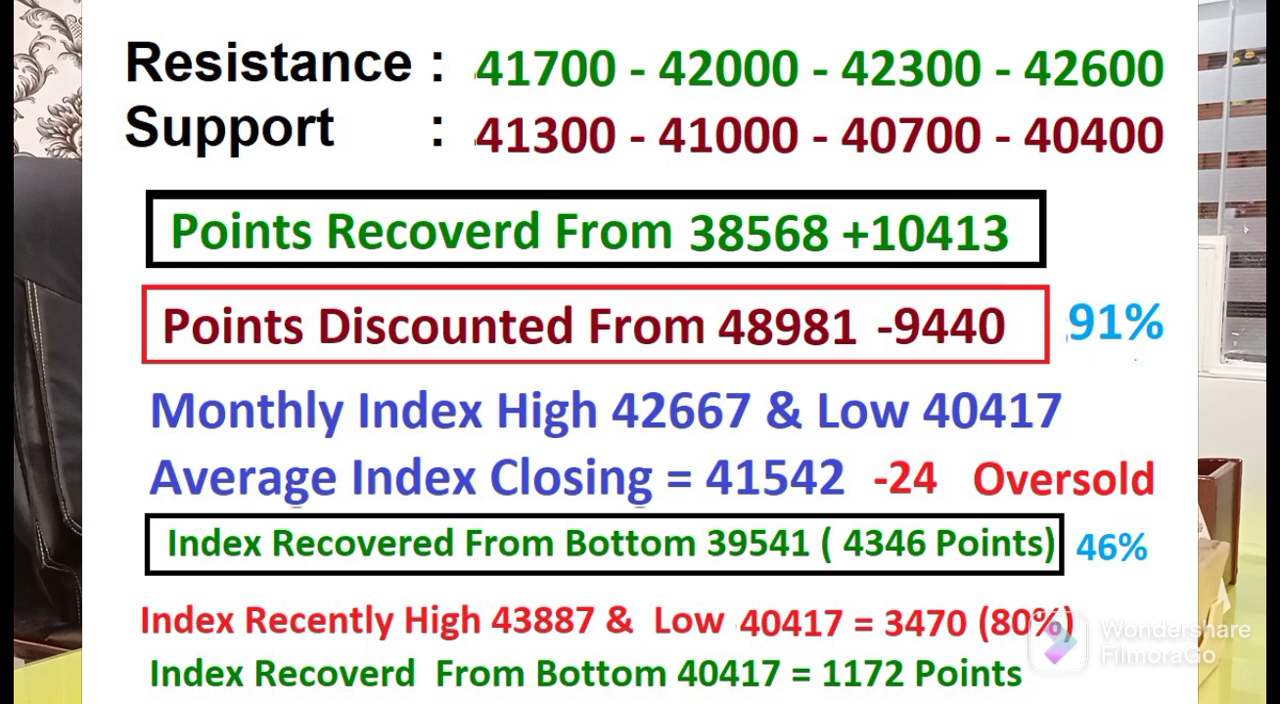 Resistance : 41700 - 42000 - 42300 - 42600
Support : 41300 - 41000 - 40700 - 40400
Points Recoverd From 38568 +10413
Points Discounted From 48981 -9440 91%
Monthly Index High 42667 & Low 40417
Average Index Closing = 41542 -24 Oversold
Index Recovered From Bottom 39541 ( 4346 Points) 46%
Index Recently High 43887 & Low 40417 = 3470 (80%)
Index Recoverd From Bottom 40417 = 1172 Points
Wondershare
FilmoraGo